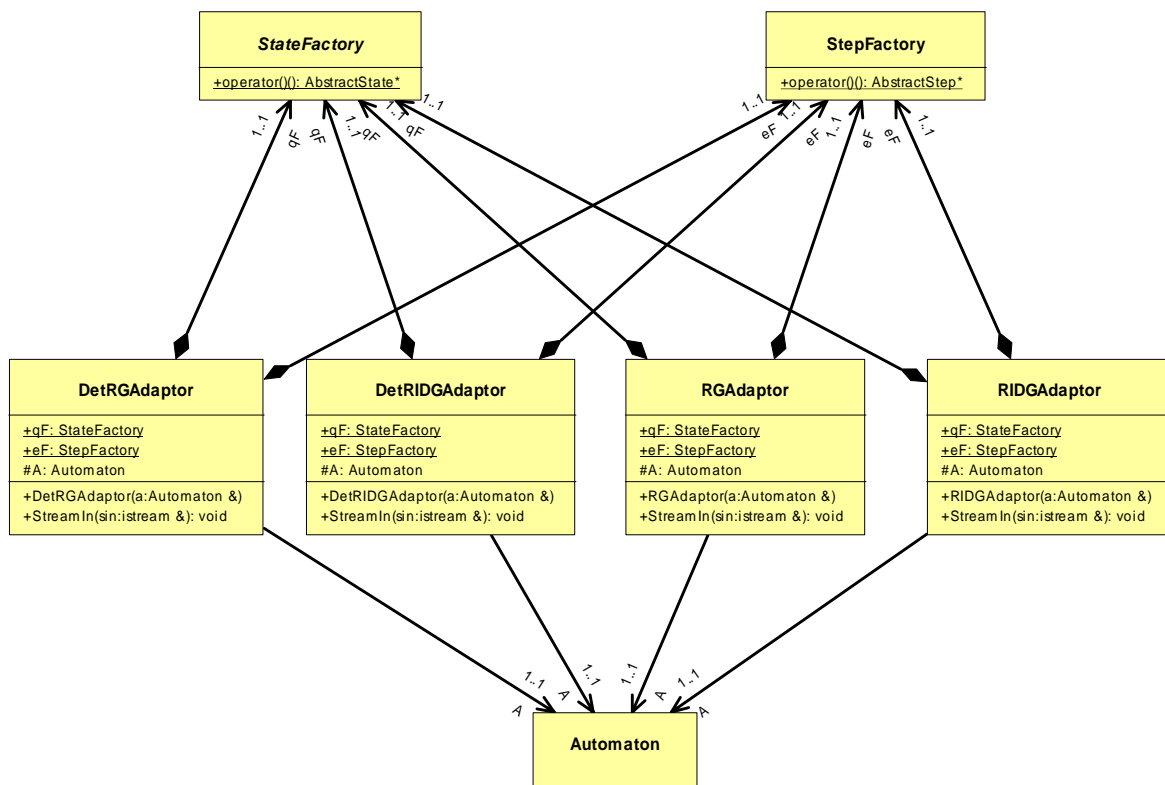 StateFactory
+operator()(): AbstractState*
StepFactory
+operator()(): AbstractStep*
1..1
qF
1..1
qF
1..1
qF
1..1
qF
1..1
eF
1..1
eF
1..1
eF
1..1
eF
DetRGAdaptor
+qF: StateFactory
+eF: StepFactory
#A: Automaton
+DetRGAdaptor(a:Automaton &)
+StreamIn(sin:istream &): void
DetRIDGAdaptor
+qF: StateFactory
+eF: StepFactory
#A: Automaton
+DetRIDGAdaptor(a:Automaton &)
+StreamIn(sin:istream &): void
RGAdaptor
+qF: StateFactory
+eF: StepFactory
#A: Automaton
+RGAdaptor(a:Automaton &)
+StreamIn(sin:istream &): void
RIDGAdaptor
+qF: StateFactory
+eF: StepFactory
#A: Automaton
+RIDGAdaptor(a:Automaton &)
+StreamIn(sin:istream &): void
1..1
A
1..1
A
1..1
A
1..1
A
Automaton